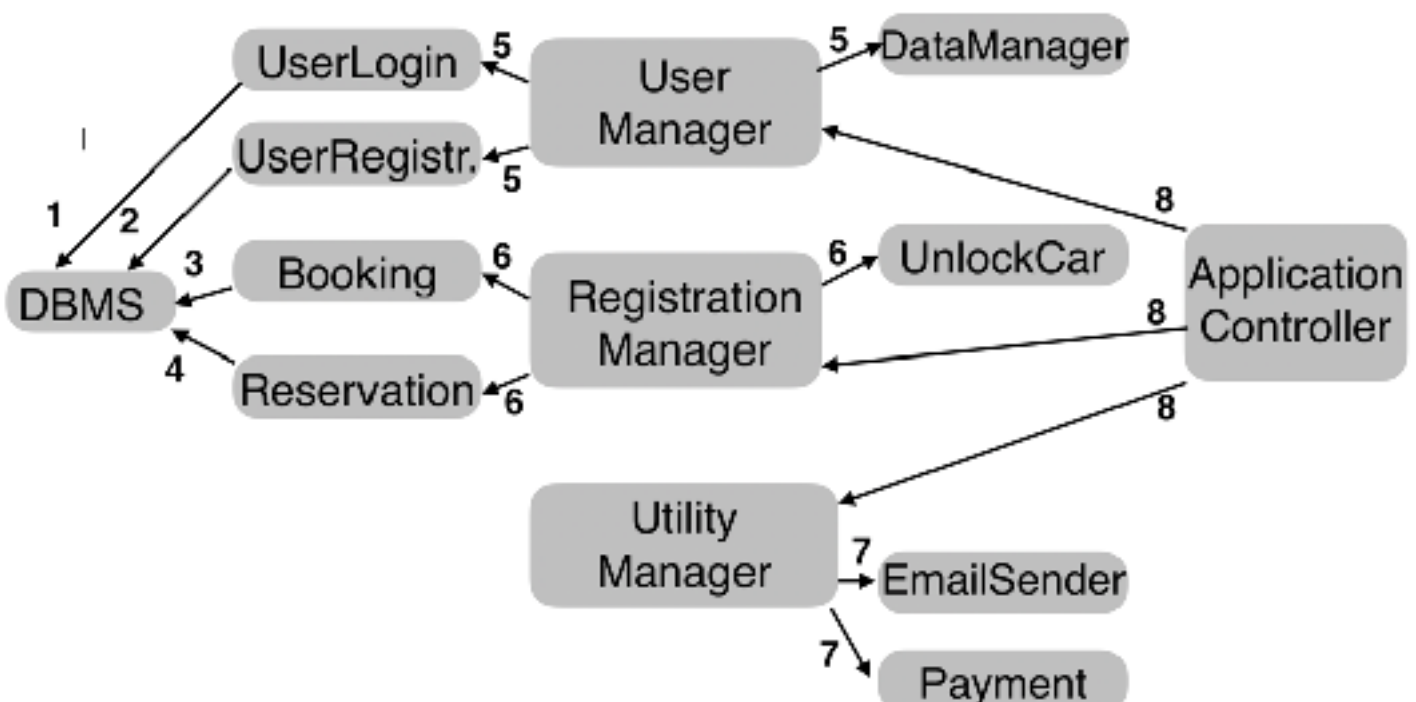 5
5
DataManager
UserLogin
User
Manager
UserRegistr.
5
1
2
8
3
Booking
6
6
UnlockCar
Application
Controller
DBMS
Registration
Manager
8
4
Reservation
6
8
Utility
Manager
7
EmailSender
7
Payment